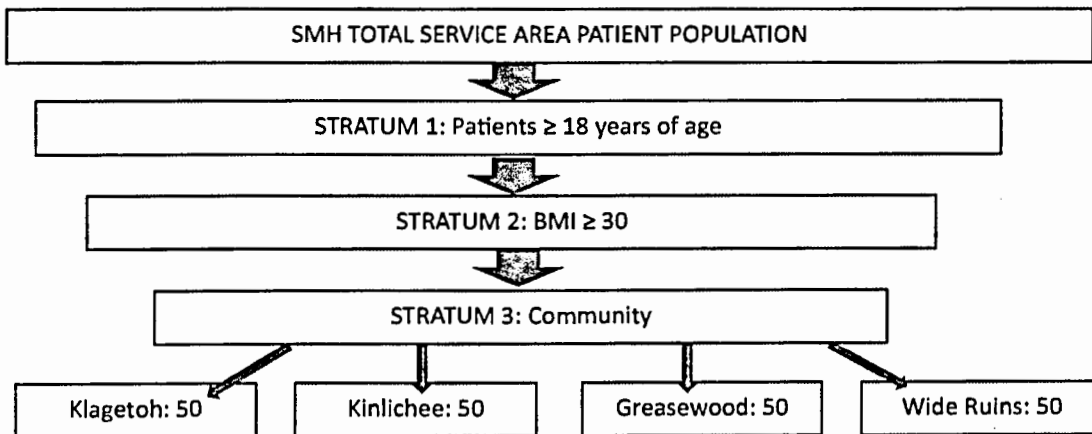 SMH TOTAL SERVICE AREA PATIENT POPULATION
STRATUM 1: Patients ≥ 18 years of age
STRATUM 2: BMI ≥ 30
STRATUM 3: Community
Klagetoh: 50
Kinlichee: 50
Greasewood: 50
Wide Ruins: 50